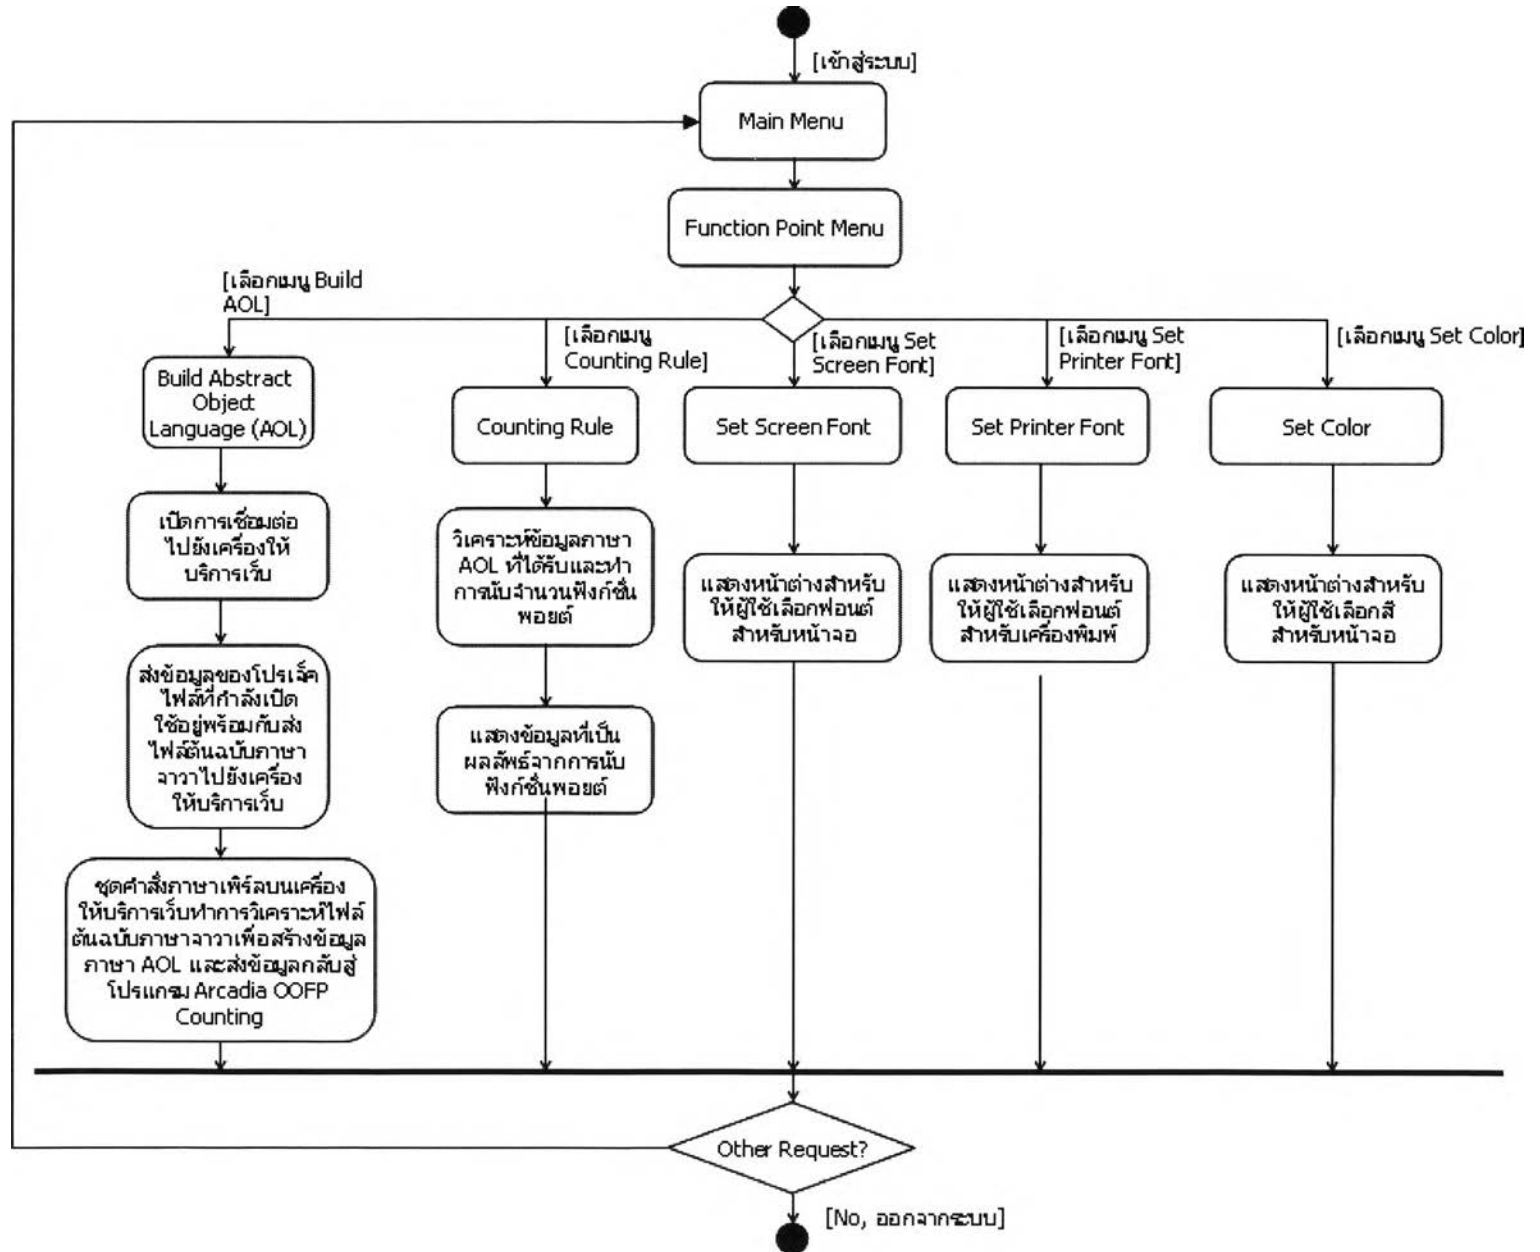 [เข้าสู่ระบบ]
Main Menu
Function Point Menu
[เลือกเมนู Build
AOL]
[เลือกเมนู
Counting Rule]
[เลือกเมนู Set
Screen Font]
[เลือกเมนู Set
Printer Font]
[เลือกเมนู Set Color]
Build Abstract
Object
Language (AOL)
Counting Rule
Set Screen Font
Set Printer Font
Set Color
เปิดการเชื่อมต่อ
ไปยังเครื่องให้
บริการเว็บ
วิเคราะห์ข้อมูลภาษา
AOL ที่ได้รับและทำ
การนับจำนวนฟังก์ชั่น
พอยต์
แสดงหน้าต่างสำหรับ
ให้ผู้ใช้เลือกฟอนต์
สำหรับหน้าจอ
แสดงหน้าต่างสำหรับ
ให้ผู้ใช้เลือกฟอนต์
สำหรับเครื่องพิมพ์
แสดงหน้าต่างสำหรับ
ให้ผู้ใช้เลือกสี
สำหรับหน้าจอ
ส่งข้อมูลของโปรเจ็ค
ไฟล์ที่กำลังเปิด
ใช้อยู่พร้อมกับส่ง
ไฟล์ต้นฉบับภาษา
จาวาไปยังเครื่อง
ให้บริการเว็บ
แสดงข้อมูลที่เป็น
ผลลัพธ์จากการนับ
ฟังก์ชั่นพอยต์
ชุดคำสั่งภาษาเพิร์ลบนเครื่อง
ให้บริการเว็บทำการวิเคราะห์ไฟล์
ต้นฉบับภาษาจาวาเพื่อสร้างข้อมูล
ภาษา AOL และส่งข้อมูลกลับสู่
โปรแกรม Arcadia OOFP
Counting
Other Request?
[No, ออกจากระบบ]